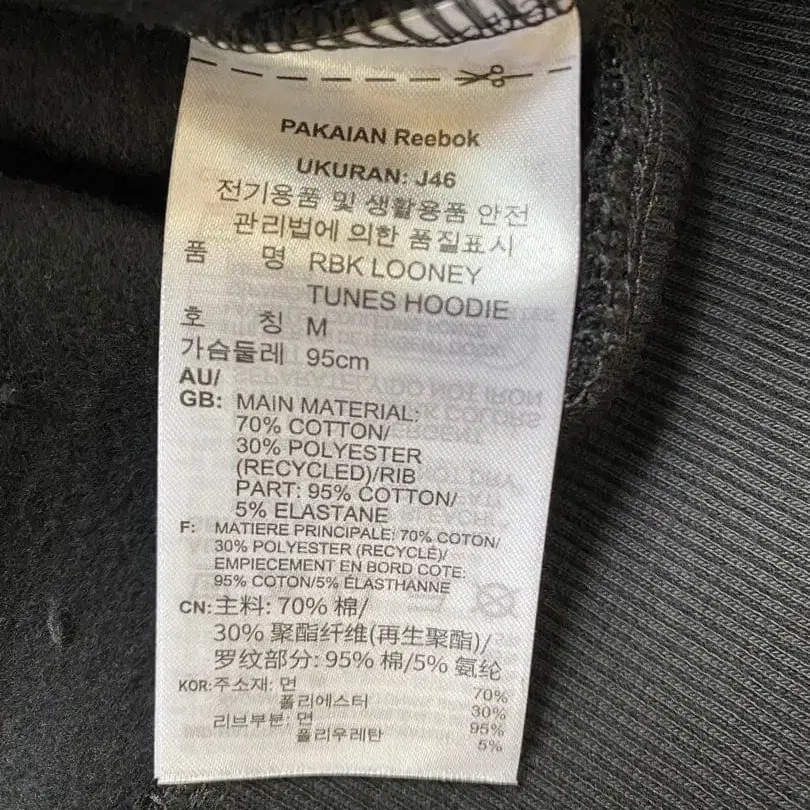 PAKAIAN Reebok
UKURAN: J46
전기용품 및 생활용품 안전
관리법에 의한 품질표시
품 명 RBK LOONEY
TUNES HOODIE
호 칭 M
가슴둘레 95cm
AU/
GB: MAIN MATERIAL:
70% COTTON/
30% POLYESTER
(RECYCLED)/RIB
PART: 95% COTTON/
5% ELASTANE
F: MATIERE PRINCIPALE: 70% COTON/
30% POLYESTER (RECYCLÉ)/
EMPIECEMENT EN BORD COTE:
95% COTON/5% ÉLASTHANNE
CN: 主料: 70% 棉/
30% 聚酯纤维(再生聚酯)/
罗纹部分: 95% 棉/5% 氨纶
KOR: 주소재: 면 70%
폴리에스터 30%
리브부분: 면 95%
폴리우레탄 5%